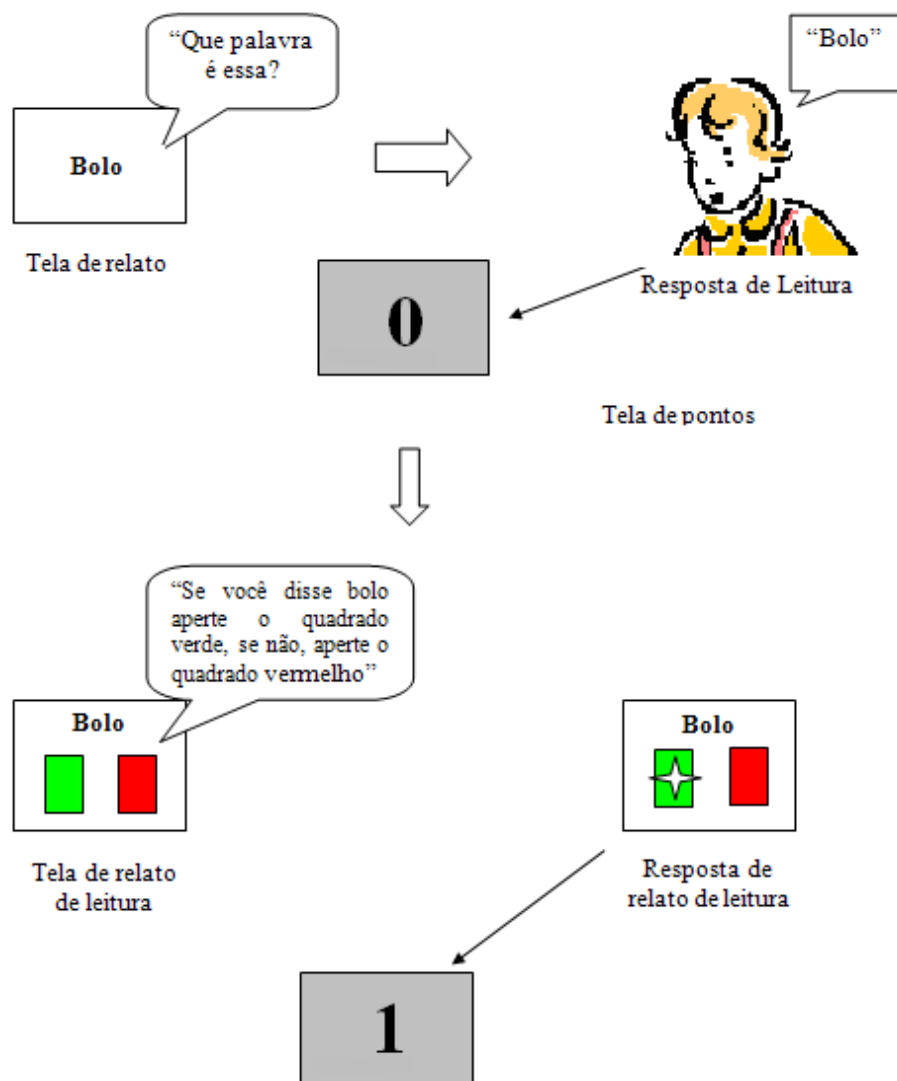 “Que palavra
é essa?
“Bolo”
Bolo
Tela de relato
Resposta de Leitura
0
Tela de pontos
“Se você disse bolo
aperte o quadrado
verde, se não, aperte o
quadrado vermelho”
Bolo
Bolo
Tela de relato
de leitura
Resposta de
relato de leitura
1